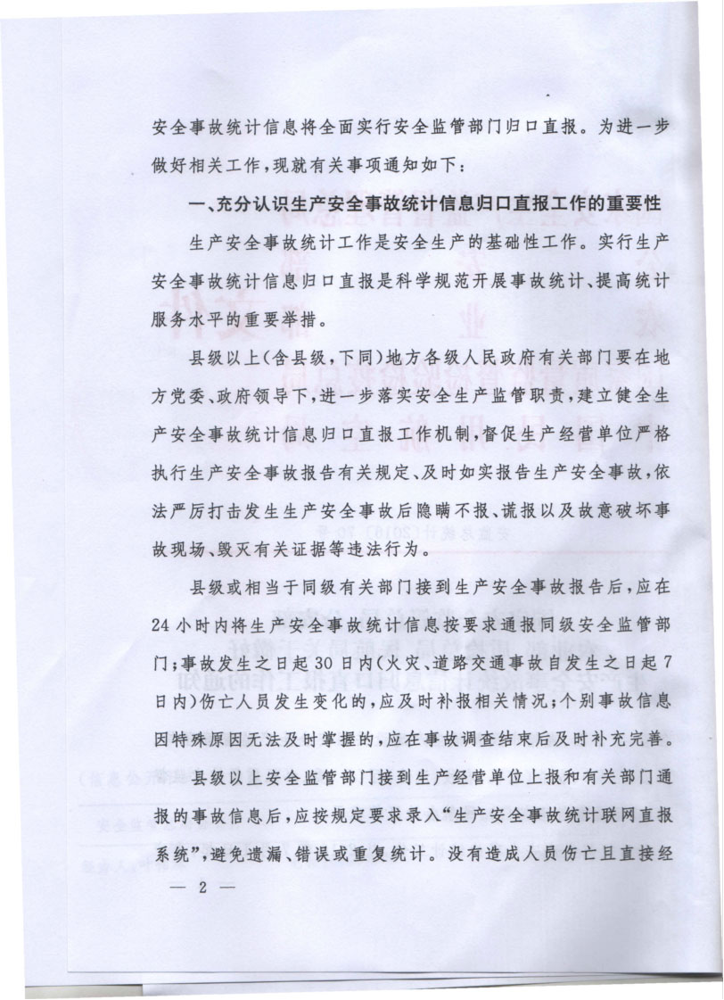 安全事故统计信息将全面实行安全监管部门归口直报。为进一步
做好相关工作,现就有关事项通知如下:
一、充分认识生产安全事故统计信息归口直报工作的重要性
生产安全事故统计工作是安全生产的基础性工作。实行生产
安全事故统计信息归口直报是科学规范开展事故统计、提高统计
服务水平的重要举措。
县级以上(含县级,下同)地方各级人民政府有关部门要在地
方党委、政府领导下,进一步落实安全生产监管职责,建立健全生
产安全事故统计信息归口直报工作机制,督促生产经营单位严格
执行生产安全事故报告有关规定、及时如实报告生产安全事故,依
法严厉打击发生生产安全事故后隐瞒不报、谎报以及故意破坏事
故现场、毁灭有关证据等违法行为。
县级或相当于同级有关部门接到生产安全事故报告后,应在
24小时内将生产安全事故统计信息按要求通报同级安全监管部
门;事故发生之日起30日内(火灾、道路交通事故自发生之日起7
日内)伤亡人员发生变化的,应及时补报相关情况;个别事故信息
因特殊原因无法及时掌握的,应在事故调查结束后及时补充完善。
县级以上安全监管部门接到生产经营单位上报和有关部门通
报的事故信息后,应按规定要求录入“生产安全事故统计联网直报
系统”,避免遗漏、错误或重复统计。没有造成人员伤亡且直接经
— 2 —